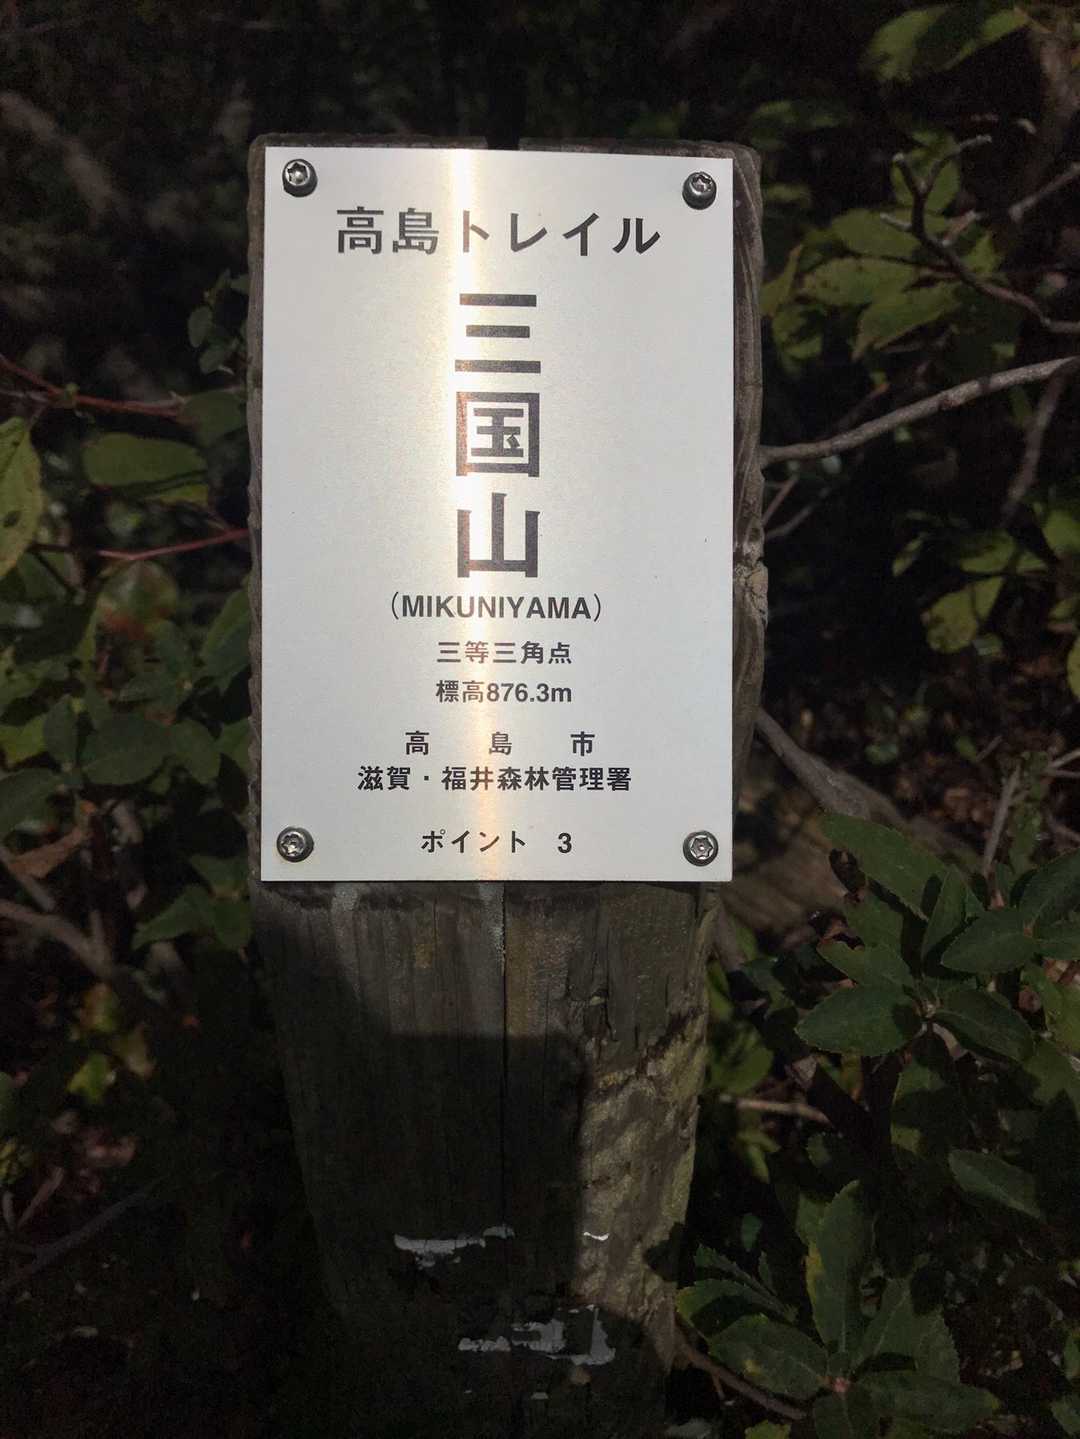 高島トレイル
三国山
（MIKUNIYAMA）
三等三角点
標高876.3m
高　島　市
滋賀・福井森林管理署
ポイント　3